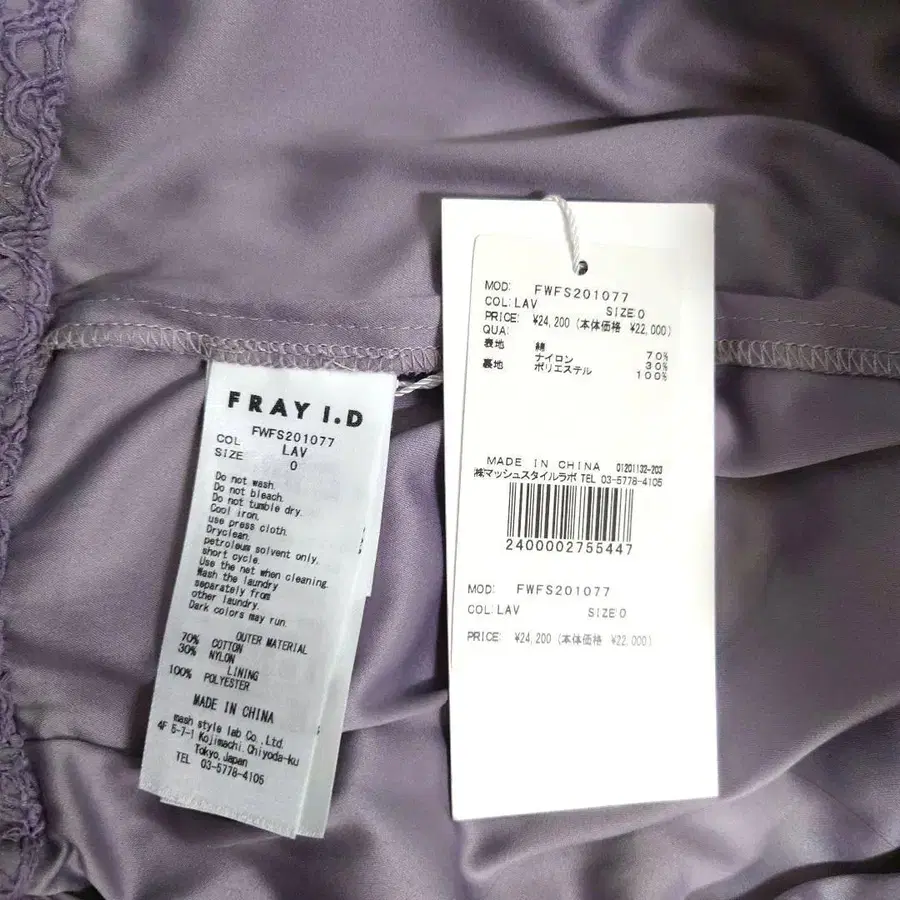 FRAY I.D
FWFS201077
COL LAV
SIZE 0
Do not wash.
Do not bleach.
Do not tumble dry.
Cool iron.
use press cloth.
Dryclean.
petroleum solvent only.
short cycle.
Use the net when cleaning.
Wash the laundry
separately from
other laundry.
Dark colors may run.
OUTER MATERIAL
70% COTTON
30% NYLON
LINING
100% POLYESTER
MADE IN CHINA
mash style lab Co.,Ltd.
4F 5-7-1 Kojimachi,Chiyoda-ku
Tokyo,Japan
TEL 03-5778-4105
MOD: FWFS201077
COL:LAV SIZE:0
PRICE: ¥24,200 (本体価格 ¥22,000)
QUA:
表地 綿 70%
ナイロン 30%
裏地 ポリエステル 100%
MADE IN CHINA 01201132-203
㈱マッシュスタイルラボ TEL 03-5778-4105
2400002755447
MOD: FWFS201077
COL:LAV SIZE:0
PRICE: ¥24,200 (本体価格 ¥22,000)